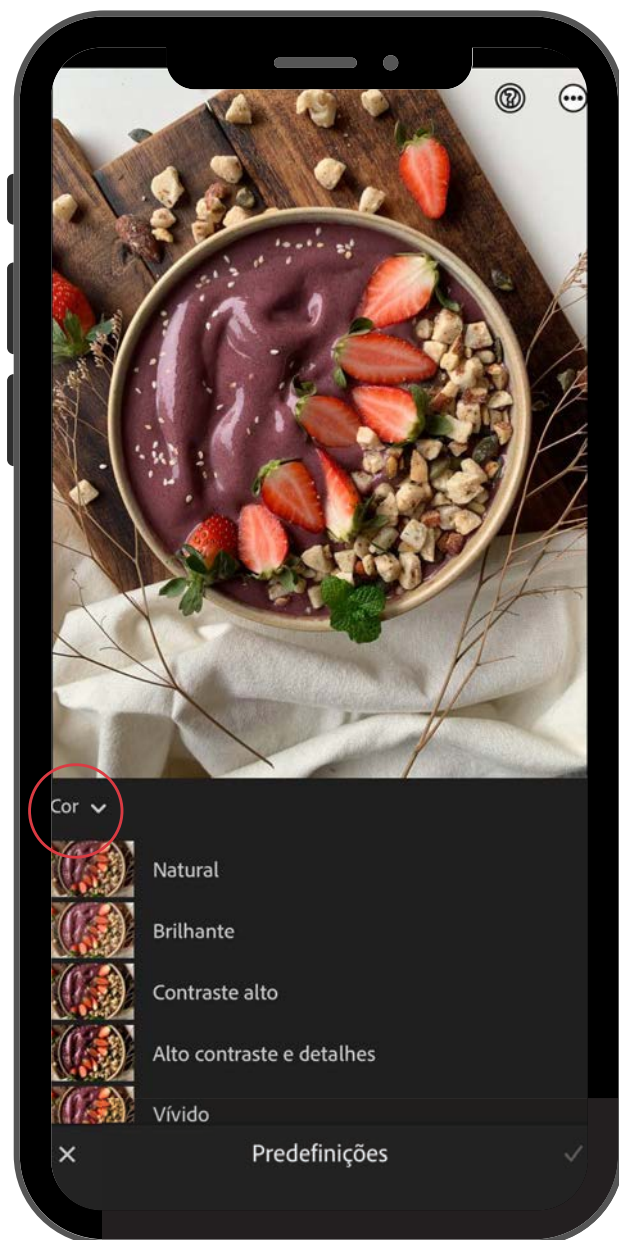 Cor
Natural
Brilhante
Contraste alto
Alto contraste e detalhes
Vívido
Predefinições